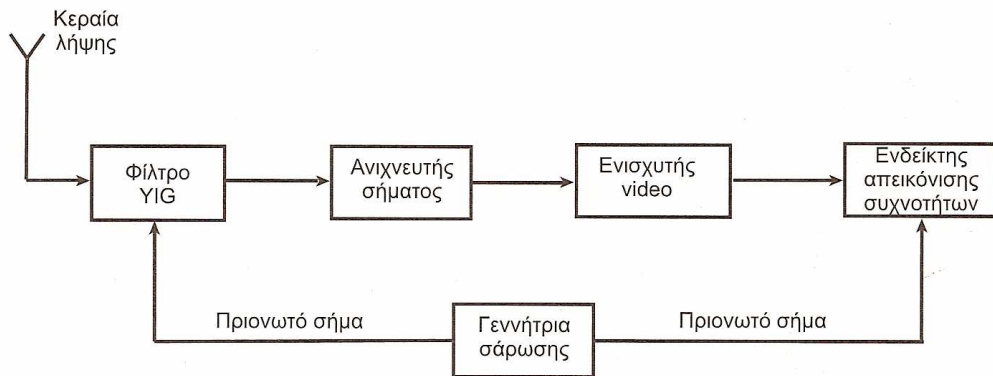 Κεραία
λήψης
Φίλτρο
YIG
Ανιχνευτής
σήματος
Ενισχυτής
video
Ενδείκτης
απεικόνισης
συχνοτήτων
Πριονωτό σήμα
Γεννήτρια
σάρωσης
Πριονωτό σήμα